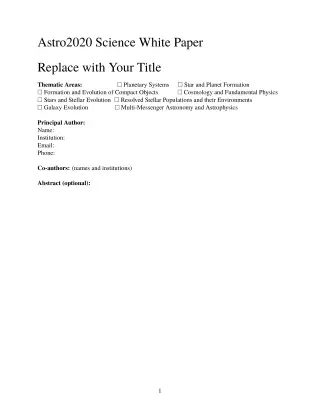 Astro2020 Science White Paper
Replace with Your Title
Thematic Areas: ☐ Planetary Systems ☐ Star and Planet Formation
☐ Formation and Evolution of Compact Objects ☐ Cosmology and Fundamental Physics
☐ Stars and Stellar Evolution ☐ Resolved Stellar Populations and their Environments
☐ Galaxy Evolution ☐ Multi-Messenger Astronomy and Astrophysics
Principal Author:
Name:
Institution:
Email:
Phone:
Co-authors: (names and institutions)
Abstract (optional):
1